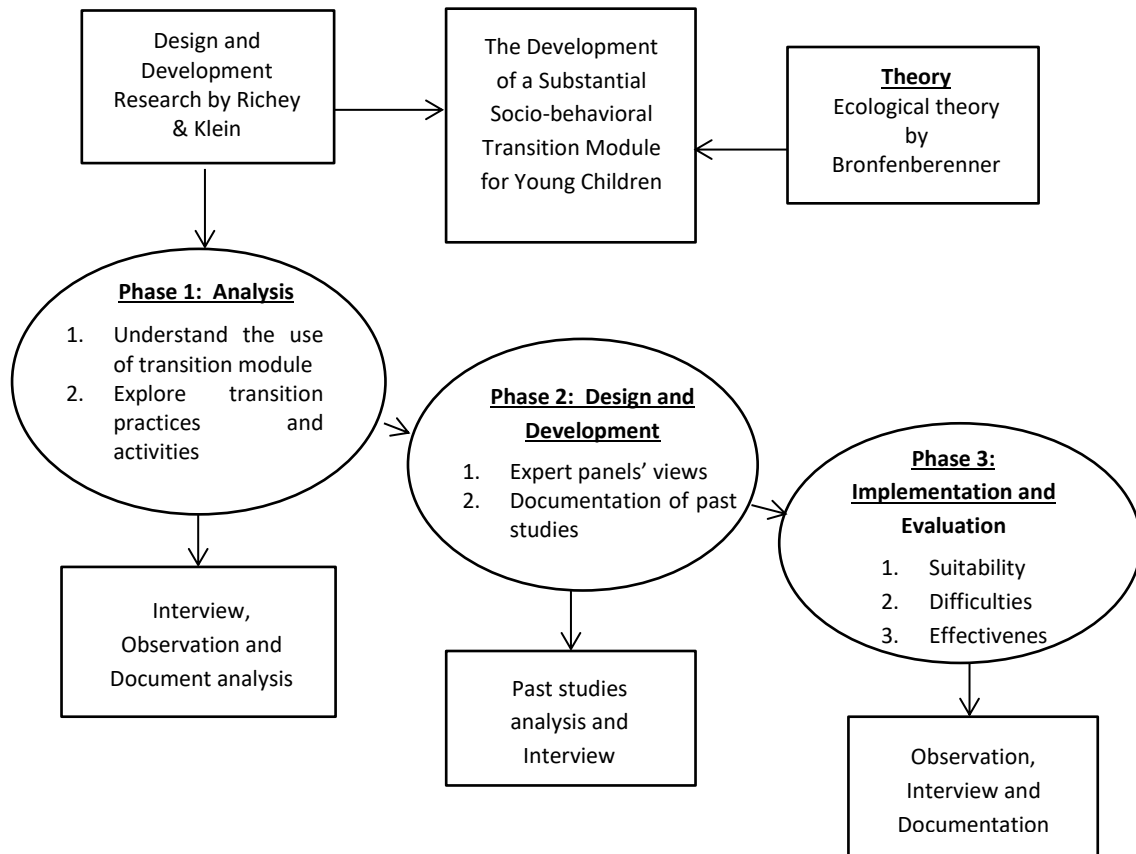 Design and
Development
Research by Richey
& Klein
The Development
of a Substantial
Socio-behavioral
Transition Module
for Young Children
Theory
Ecological theory
by
Bronfenberenner
Phase 1:  Analysis
1. Understand the use
of transition module
2. Explore transition
practices and
activities
Phase 2:  Design and
Development
1. Expert panels’ views
2. Documentation of past
studies
Phase 3:
Implementation and
Evaluation
1. Suitability
2. Difficulties
3. Effectivenes
Interview,
Observation and
Document analysis
Past studies
analysis and
Interview
Observation,
Interview and
Documentation